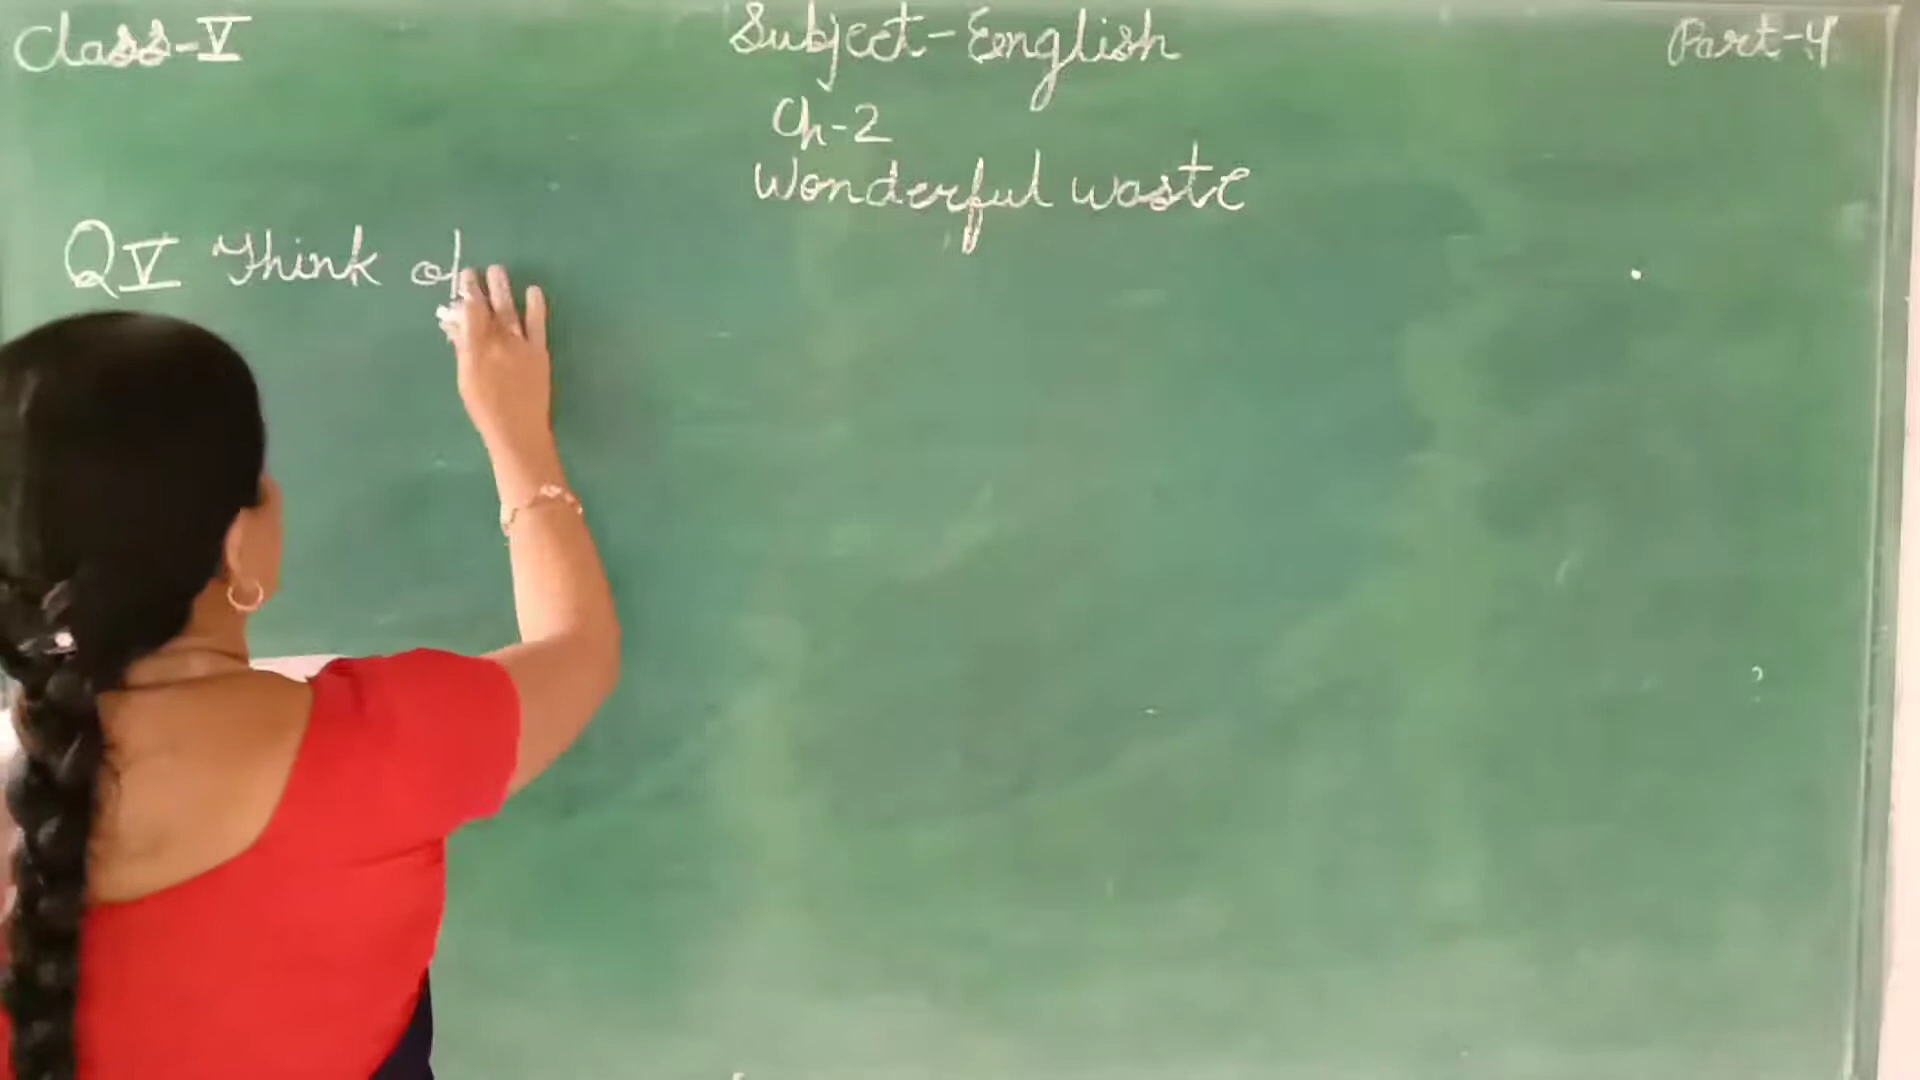 Class-V Subject-English Part-4
Ch-2
Wonderful waste
QV Think of